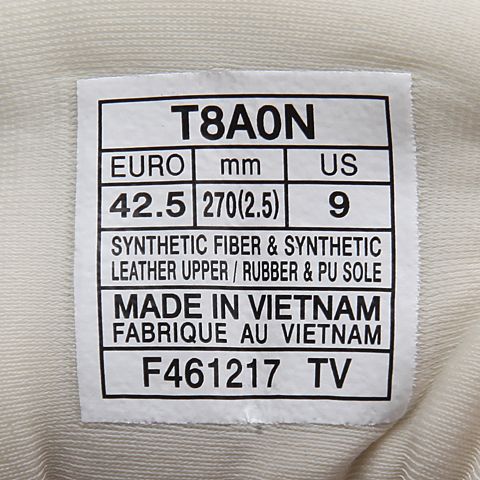 T8A0N
EURO mm US
42.5 270(2.5) 9
SYNTHETIC FIBER & SYNTHETIC
LEATHER UPPER / RUBBER & PU SOLE
MADE IN VIETNAM
FABRIQUE AU VIETNAM
F461217 TV